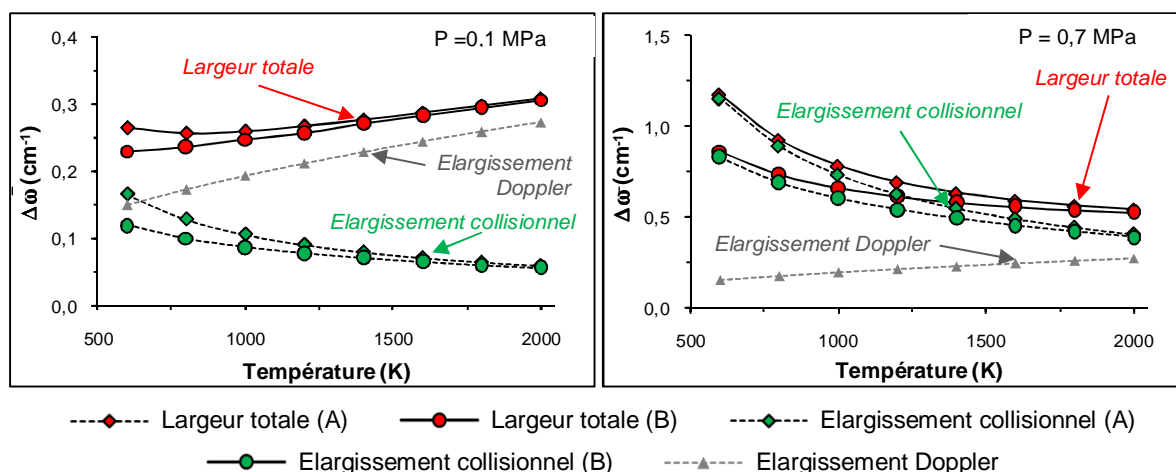 0,4
0,3
0,2
0,1
0,0
500
1000
1500
2000
Δω̄ (cm-1)
Température (K)
P =0,1 MPa
Largeur totale
Elargissement
Doppler
Elargissement collisionnel
1,5
1,0
0,5
0,0
500
1000
1500
2000
Δω̄ (cm-1)
Température (K)
P = 0,7 MPa
Largeur totale
Elargissement collisionnel
Elargissement Doppler
Largeur totale (A)
Largeur totale (B)
Elargissement collisionnel (A)
Elargissement collisionnel (B)
Elargissement Doppler